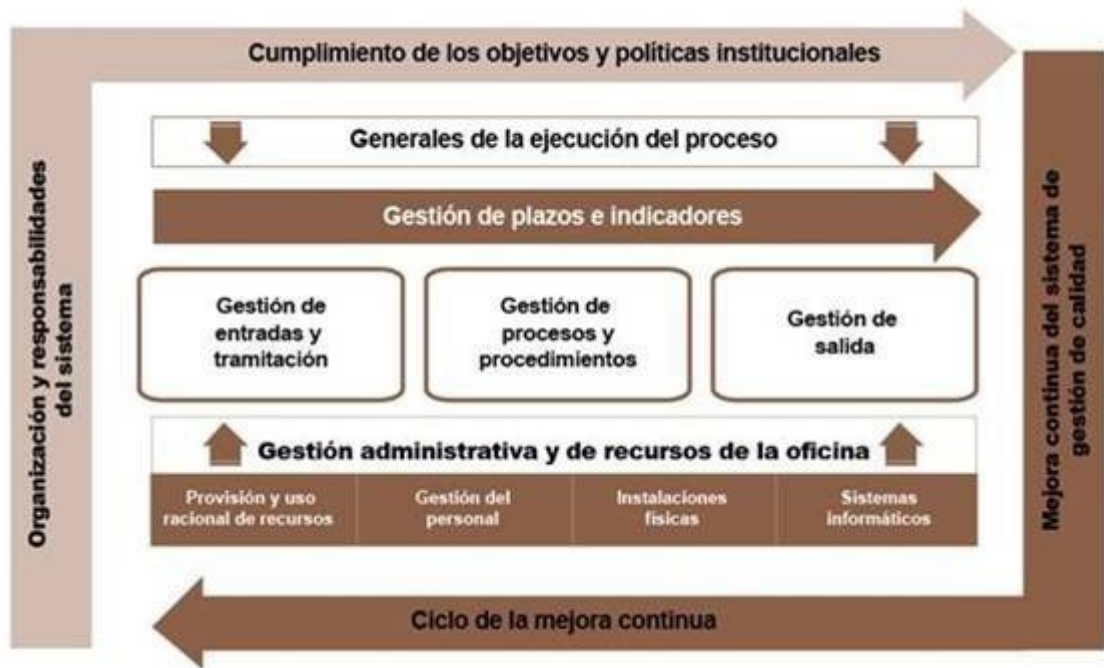 Cumplimiento de los objetivos y políticas institucionales
Organización y responsabilidades
del sistema
Generales de la ejecución del proceso
Gestión de plazos e indicadores
Gestión de
entradas y
tramitación
Gestión de
procesos y
procedimientos
Gestión de
salida
Gestión administrativa y de recursos de la oficina
Provisión y uso
racional de recursos
Gestión del
personal
Instalaciones
físicas
Sistemas
informáticos
Mejora continua del sistema de
gestión de calidad
Ciclo de la mejora continua